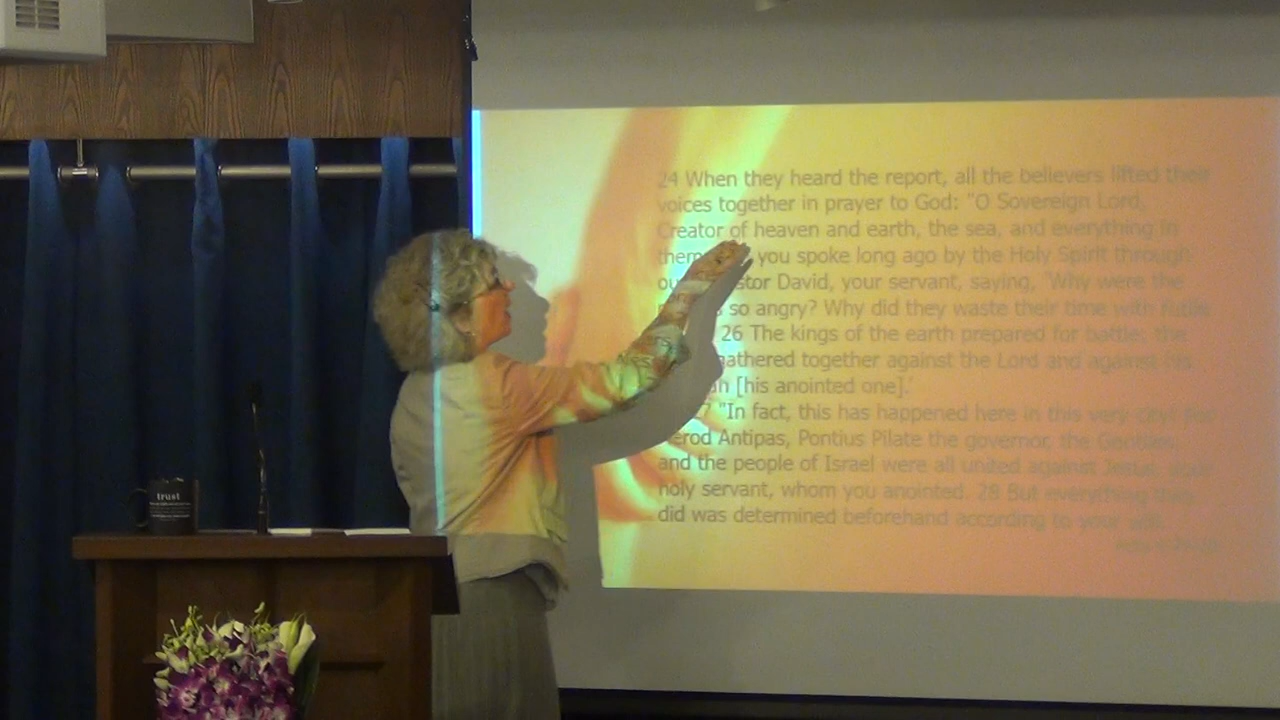 trust
24 When they heard the report, all the believers lifted their
voices together in prayer to God: "O Sovereign Lord,
Creator of heaven and earth, the sea, and everything in
you spoke long ago by the Holy Spirit through
David, your servant, saying, 'Why were the
so angry? Why did they waste their time with futile
26 The kings of the earth prepared for battle; the
gathered together against the Lord and against his
[his anointed one].'
"In fact, this has happened here in this very city! For
Antipas, Pontius Pilate the governor, the Gentiles,
and the people of Israel were all united against Jesus, your
holy servant, whom you anointed. 28 But everything they
did was determined beforehand according to your will.